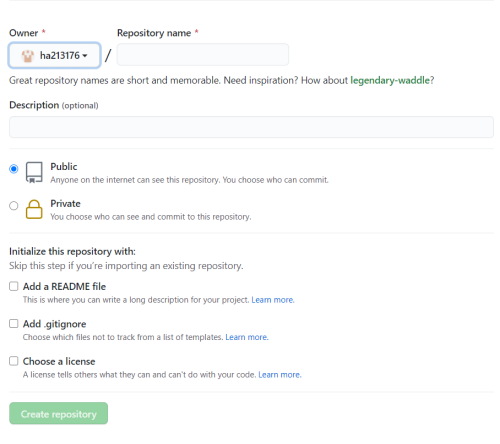 Owner *
Repository name *
ha213176
/
Great repository names are short and memorable. Need inspiration? How about legendary-waddle?
Description (optional)
Public
Anyone on the internet can see this repository. You choose who can commit.
Private
You choose who can see and commit to this repository.
Initialize this repository with:
Skip this step if you're importing an existing repository.
Add a README file
This is where you can write a long description for your project. Learn more.
Add .gitignore
Choose which files not to track from a list of templates. Learn more.
Choose a license
A license tells others what they can and can't do with your code. Learn more.
Create repository